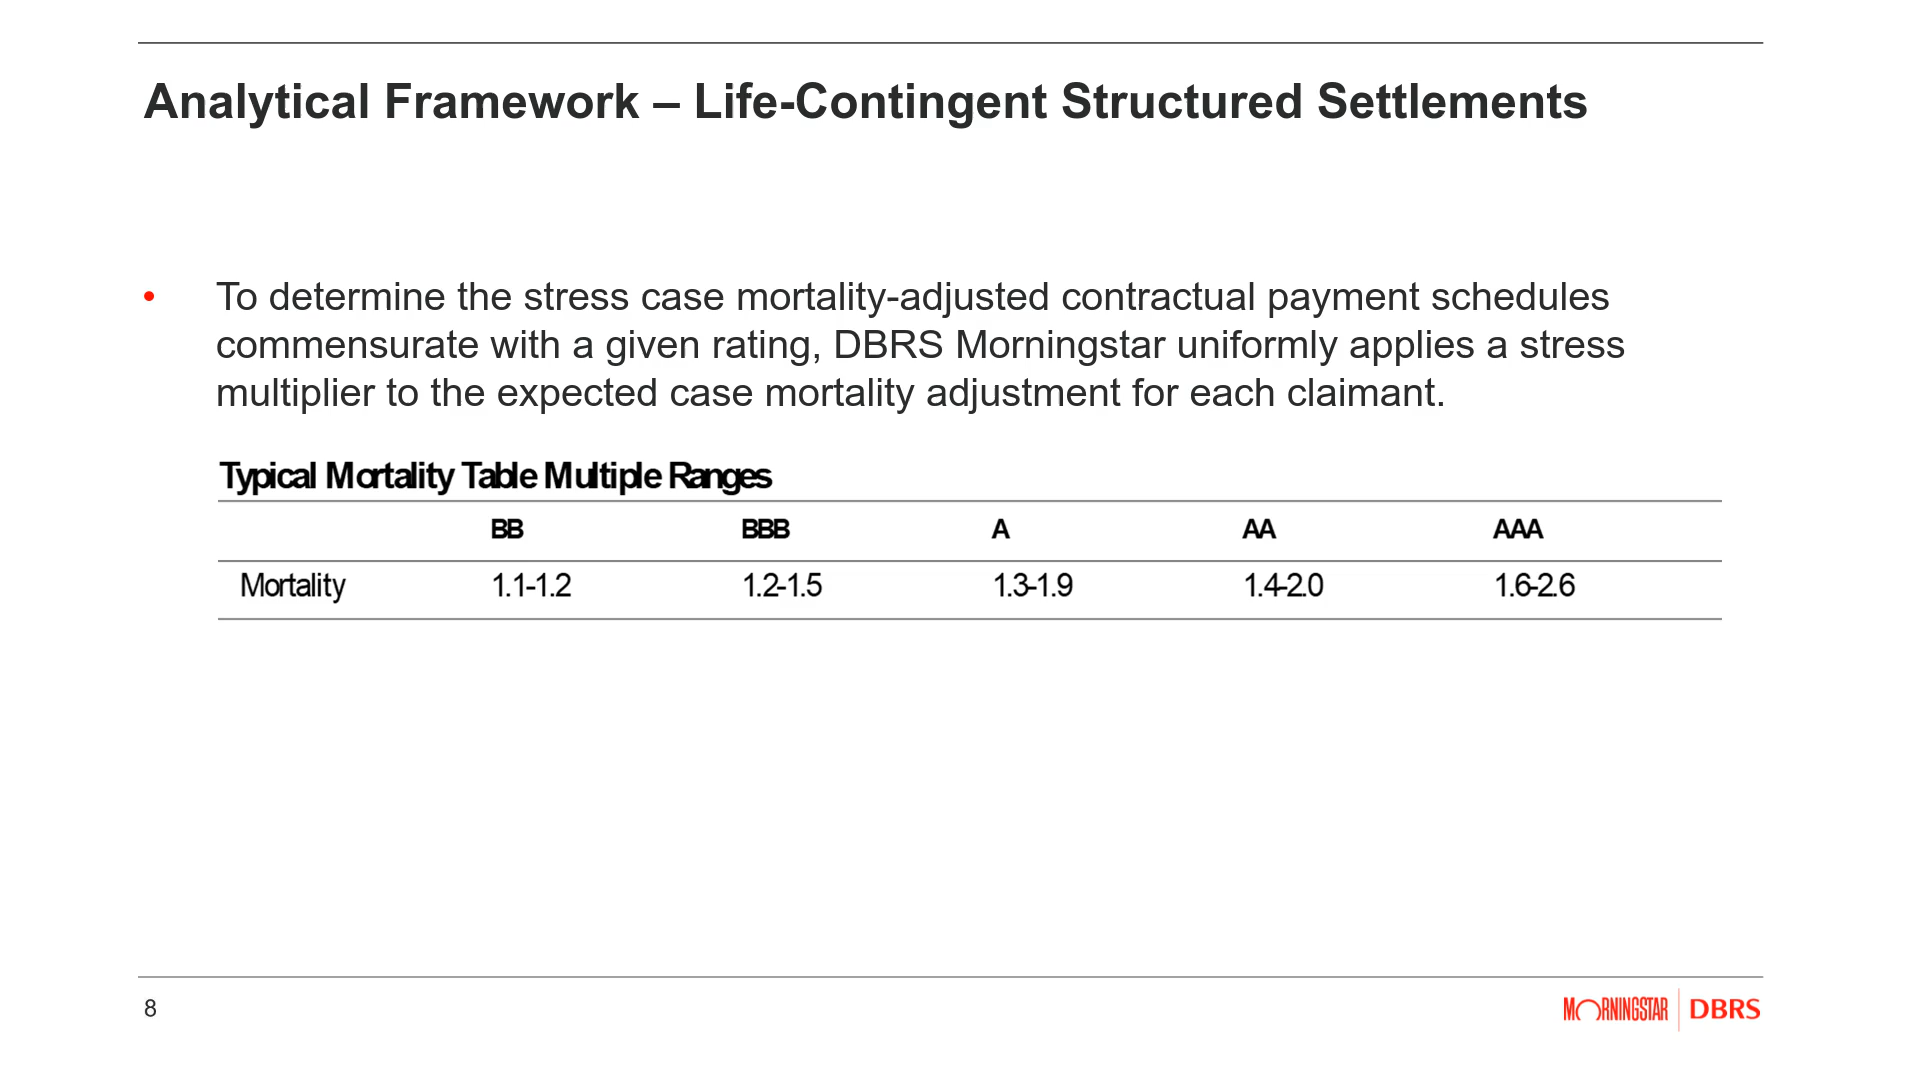 Analytical Framework – Life-Contingent Structured Settlements
• To determine the stress case mortality-adjusted contractual payment schedules
commensurate with a given rating, DBRS Morningstar uniformly applies a stress
multiplier to the expected case mortality adjustment for each claimant.
Typical Mortality Table Multiple Ranges
BB BBB A AA AAA
Mortality 1.1-1.2 1.2-1.5 1.3-1.9 1.4-2.0 1.6-2.6
8 MORNINGSTAR | DBRS